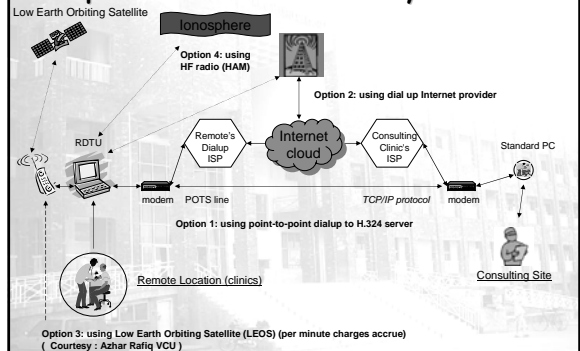 Low Earth Orbiting Satellite
Ionosphere
Option 4: using
HF radio (HAM)
Option 2: using dial up Internet provider
RDTU
Remote's
Dialup
ISP
Internet
cloud
Consulting
Clinic's
ISP
Standard PC
modem
POTS line
TCP/IP protocol
modem
Option 1: using point-to-point dialup to H.324 server
Remote Location (clinics)
Consulting Site
Option 3: using Low Earth Orbiting Satellite (LEOS) (per minute charges accrue)
( Courtesy : Azhar Rafiq VCU )